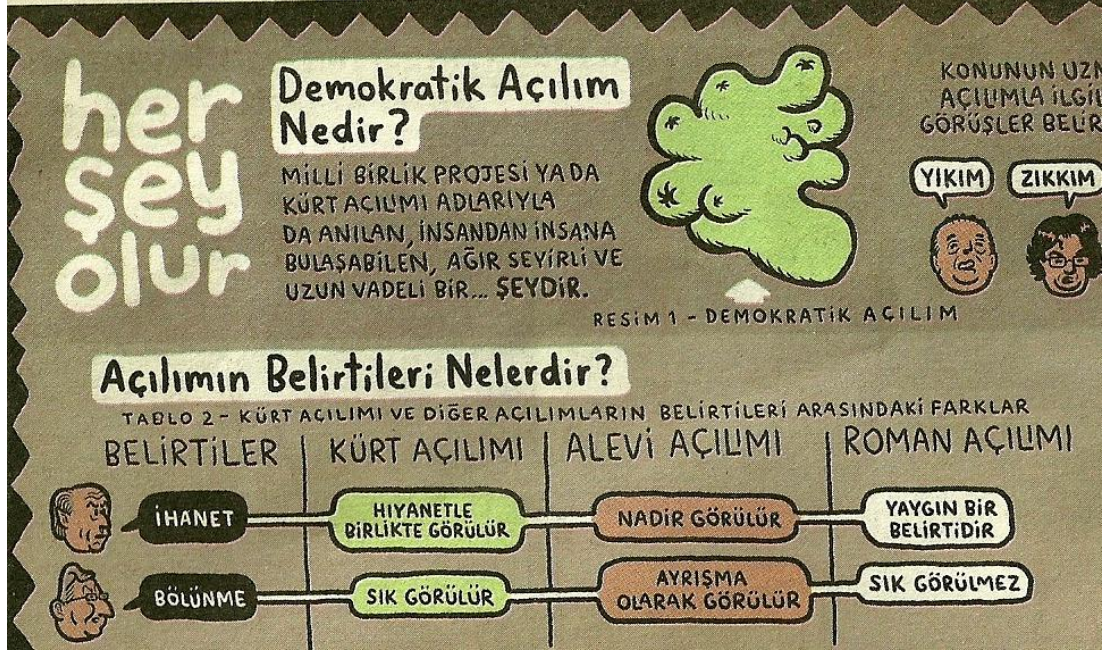 her
şey
olur
Demokratik Açılım
Nedir?
MİLLİ BİRLİK PROJESİ YA DA
KÜRT AÇILIMI ADLARIYLA
DA ANILAN, İNSANDAN İNSANA
BULAŞABİLEN, AĞIR SEYİRLİ VE
UZUN VADELİ BİR... ŞEYDİR.
RESİM 1 - DEMOKRATİK AÇILIM
KONUNUN
AÇILIMLA
GÖRÜŞLER
YIKIM
ZIKKIM
Açılımın Belirtileri Nelerdir?
TABLO 2 - KÜRT AÇILIMI VE DİĞER AÇILIMLARIN BELİRTİLERİ ARASINDAKİ FARKLAR
BELİRTİLER KÜRT AÇILIMI ALEVİ AÇILIMI ROMAN AÇILIMI
İHANET
HIYANETLE
BİRLİKTE GÖRÜLÜR
NADİR GÖRÜLÜR
YAYGIN BİR
BELİRTİDİR
BÖLÜNME
SIK GÖRÜLÜR
AYRIŞMA
OLARAK GÖRÜLÜR
SIK GÖRÜLMEZ